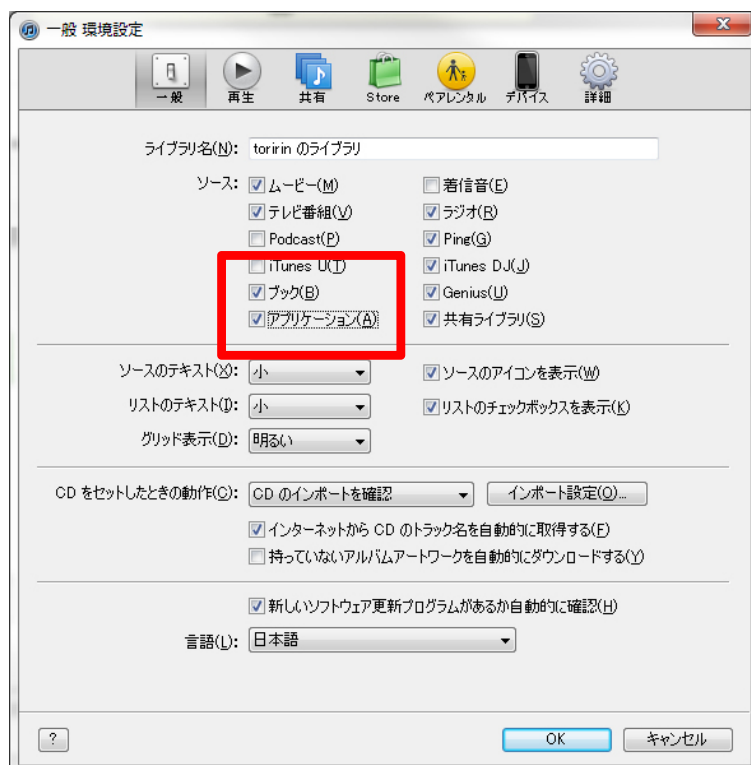 一般 環境設定
一般 再生 共有 Store ペアレンタル デバイス 詳細
ライブラリ名(N): toririn のライブラリ
ソース: ムービー(M) 着信音(E)
テレビ番組(V) ラジオ(R)
Podcast(P) Ping(G)
iTunes U(T) iTunes DJ(J)
ブック(B) Genius(U)
アプリケーション(A) 共有ライブラリ(S)
ソースのテキスト(X): 小 ソースのアイコンを表示(W)
リストのテキスト(I): 小 リストのチェックボックスを表示(K)
グリッド表示(D): 明るい
CD をセットしたときの動作(C): CD のインポートを確認 インポート設定(O)...
インターネットから CD のトラック名を自動的に取得する(F)
持っていないアルバムアートワークを自動的にダウンロードする(Y)
新しいソフトウェア更新プログラムがあるか自動的に確認(H)
言語(L): 日本語
? OK キャンセル